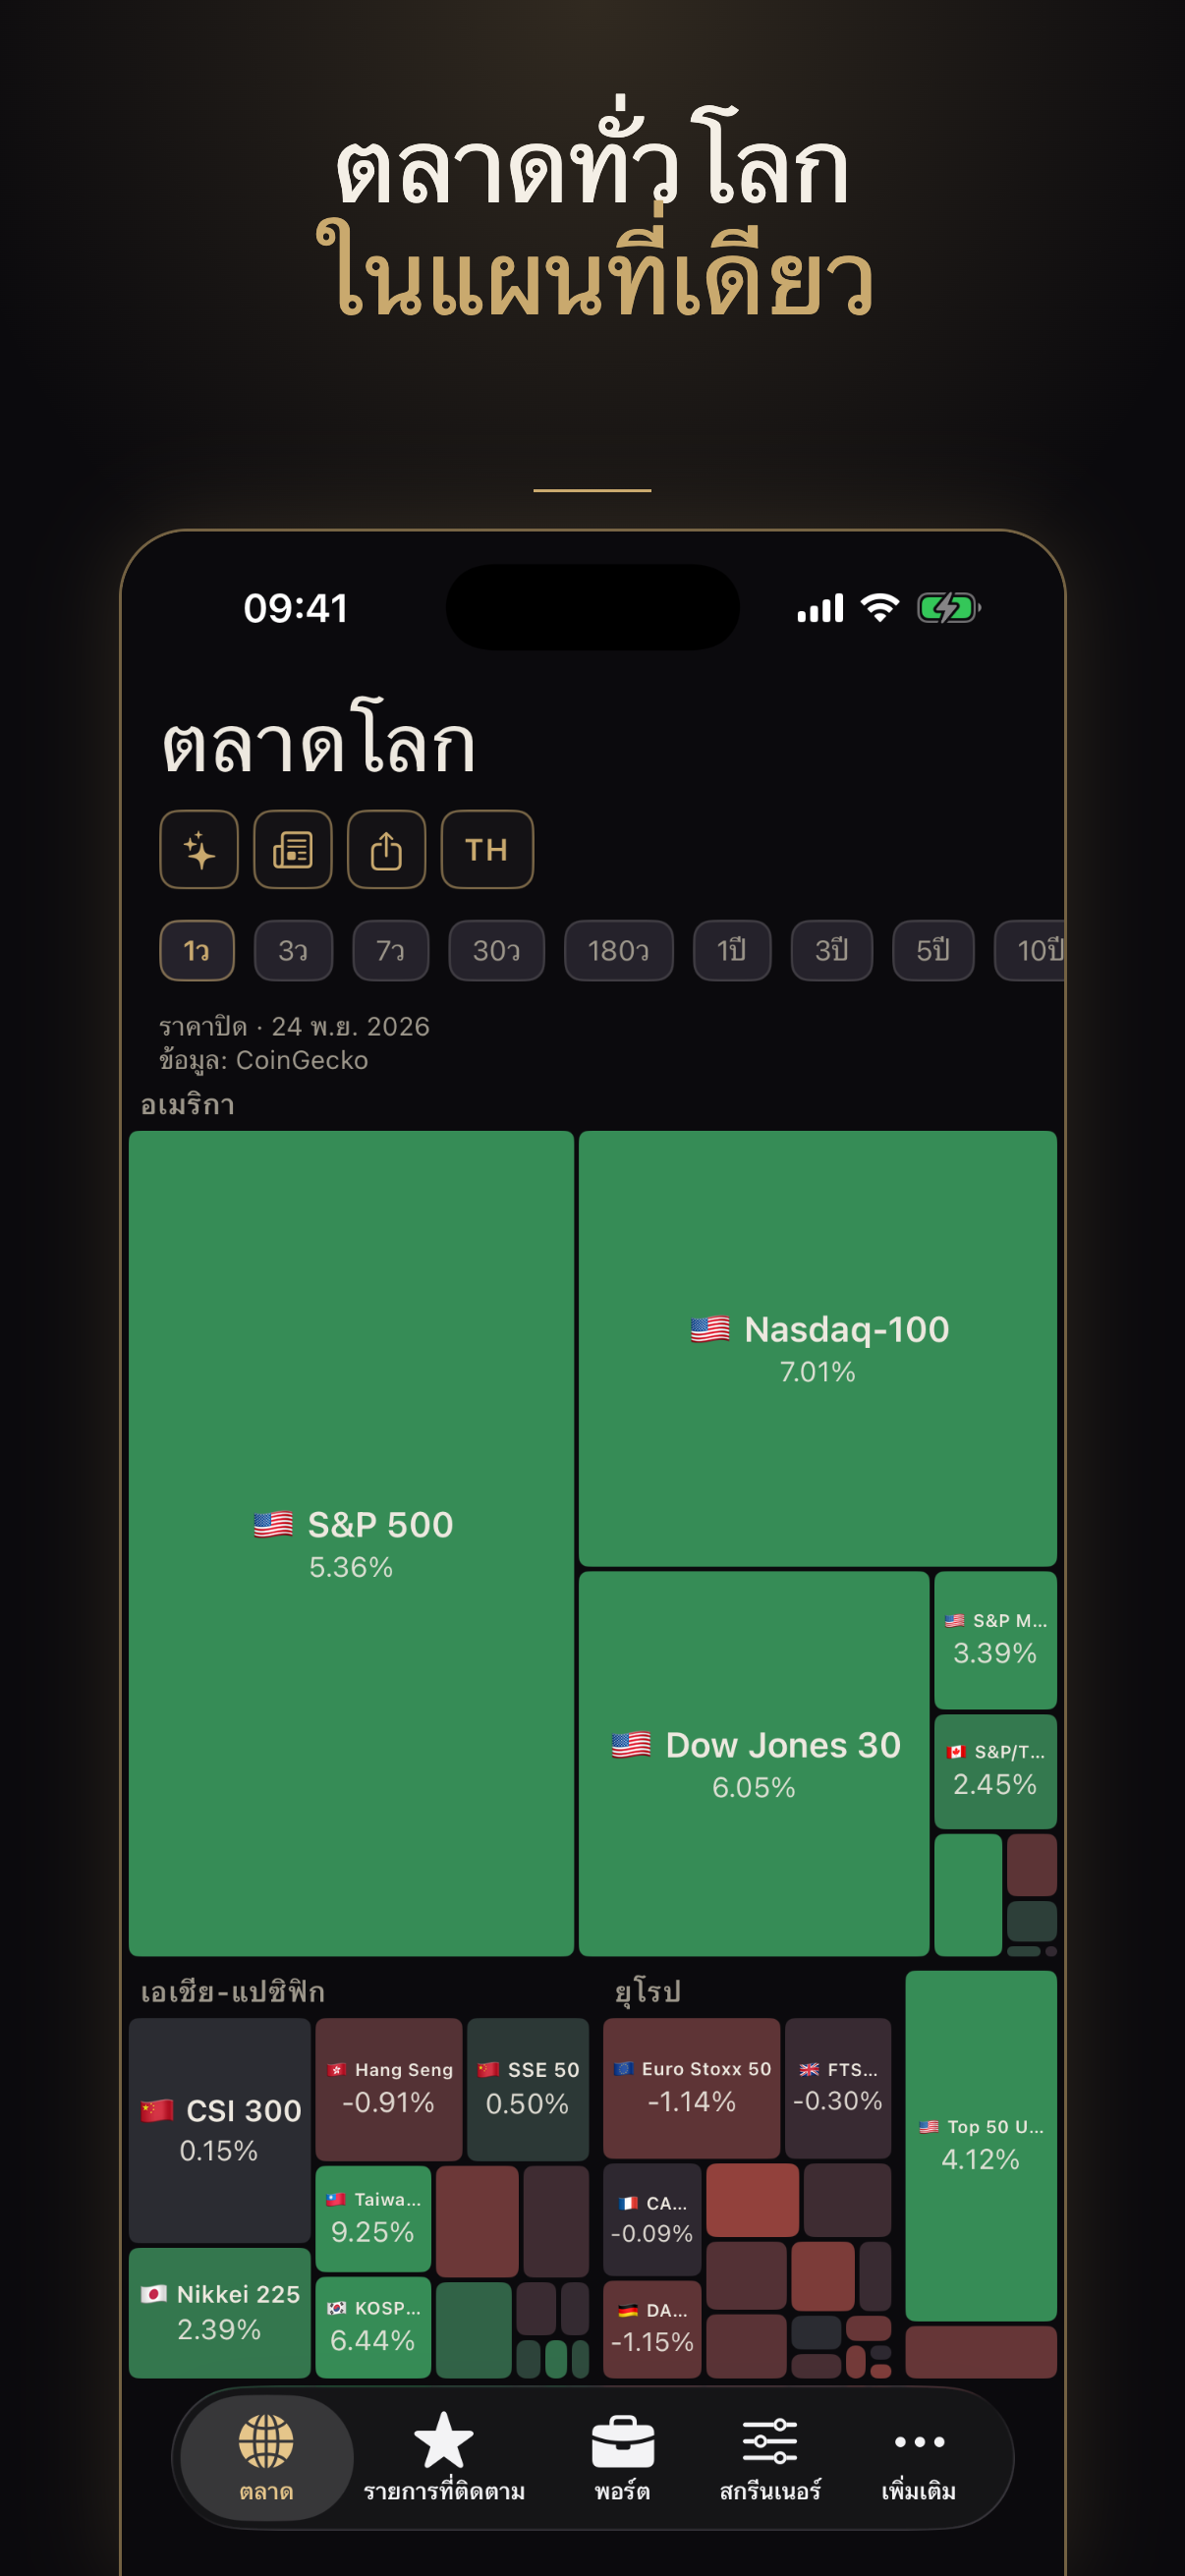 ตลาดทั่วโลก
ในแผนที่เดียว
09:41
ตลาดโลก
TH
1ว 3ว 7ว 30ว 180ว 1ปี 3ปี 5ปี 10ปี
ราคาปิด · 24 พ.ย. 2026
ข้อมูล: CoinGecko
อเมริกา
S&P 500
5.36%
Nasdaq-100
7.01%
Dow Jones 30
6.05%
S&P M...
3.39%
S&P/T...
2.45%
เอเชีย-แปซิฟิก
CSI 300
0.15%
Hang Seng
-0.91%
SSE 50
0.50%
Taiwa...
9.25%
Nikkei 225
2.39%
KOSP...
6.44%
ยุโรป
Euro Stoxx 50
-1.14%
FTS...
-0.30%
CA...
-0.09%
DA...
-1.15%
Top 50 U...
4.12%
ตลาด รายการที่ติดตาม พอร์ต สกรีนเนอร์ เพิ่มเติม